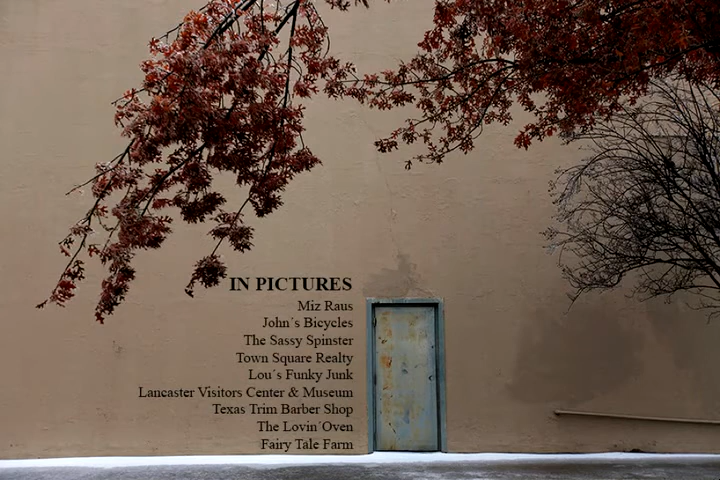 IN PICTURES
Miz Raus
John´s Bicycles
The Sassy Spinster
Town Square Realty
Lou´s Funky Junk
Lancaster Visitors Center & Museum
Texas Trim Barber Shop
The Lovin´Oven
Fairy Tale Farm